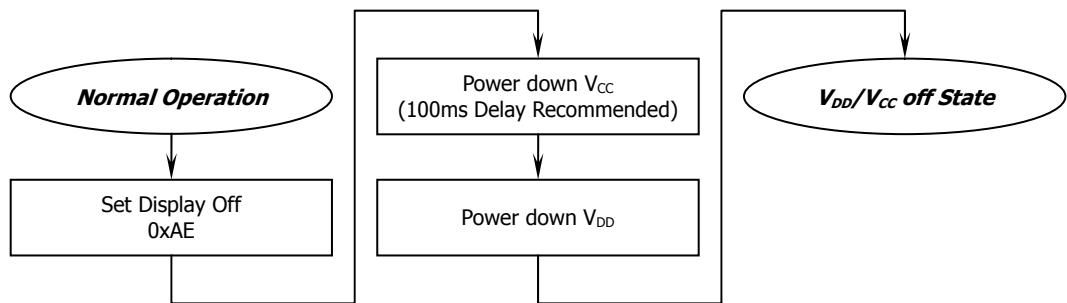 Normal Operation
Set Display Off
0xAE
Power down VCC
(100ms Delay Recommended)
Power down VDD
VDD/VCC off State